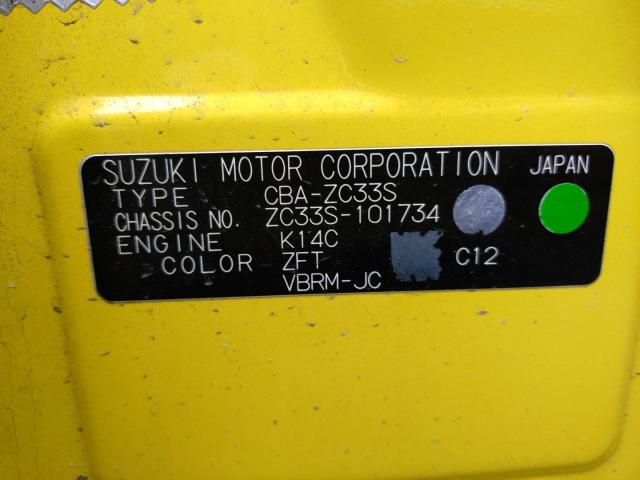 SUZUKI MOTOR CORPORATION JAPAN
TYPE CBA-ZC33S
CHASSIS NO. ZC33S-101734
ENGINE K14C
COLOR ZFT C12
VBRM-JC